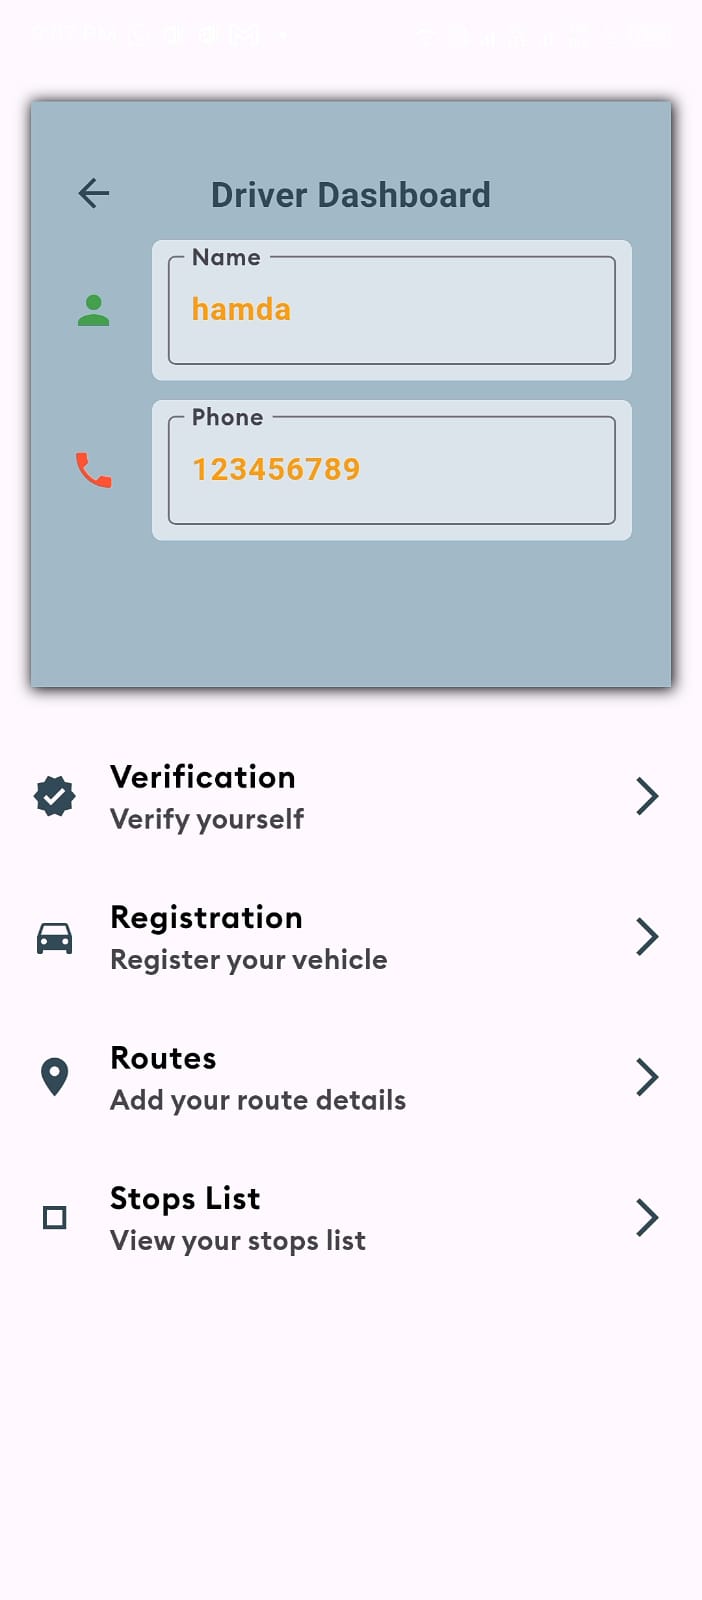 Driver Dashboard
Name
hamda
Phone
123456789
Verification
Verify yourself
Registration
Register your vehicle
Routes
Add your route details
Stops List
View your stops list